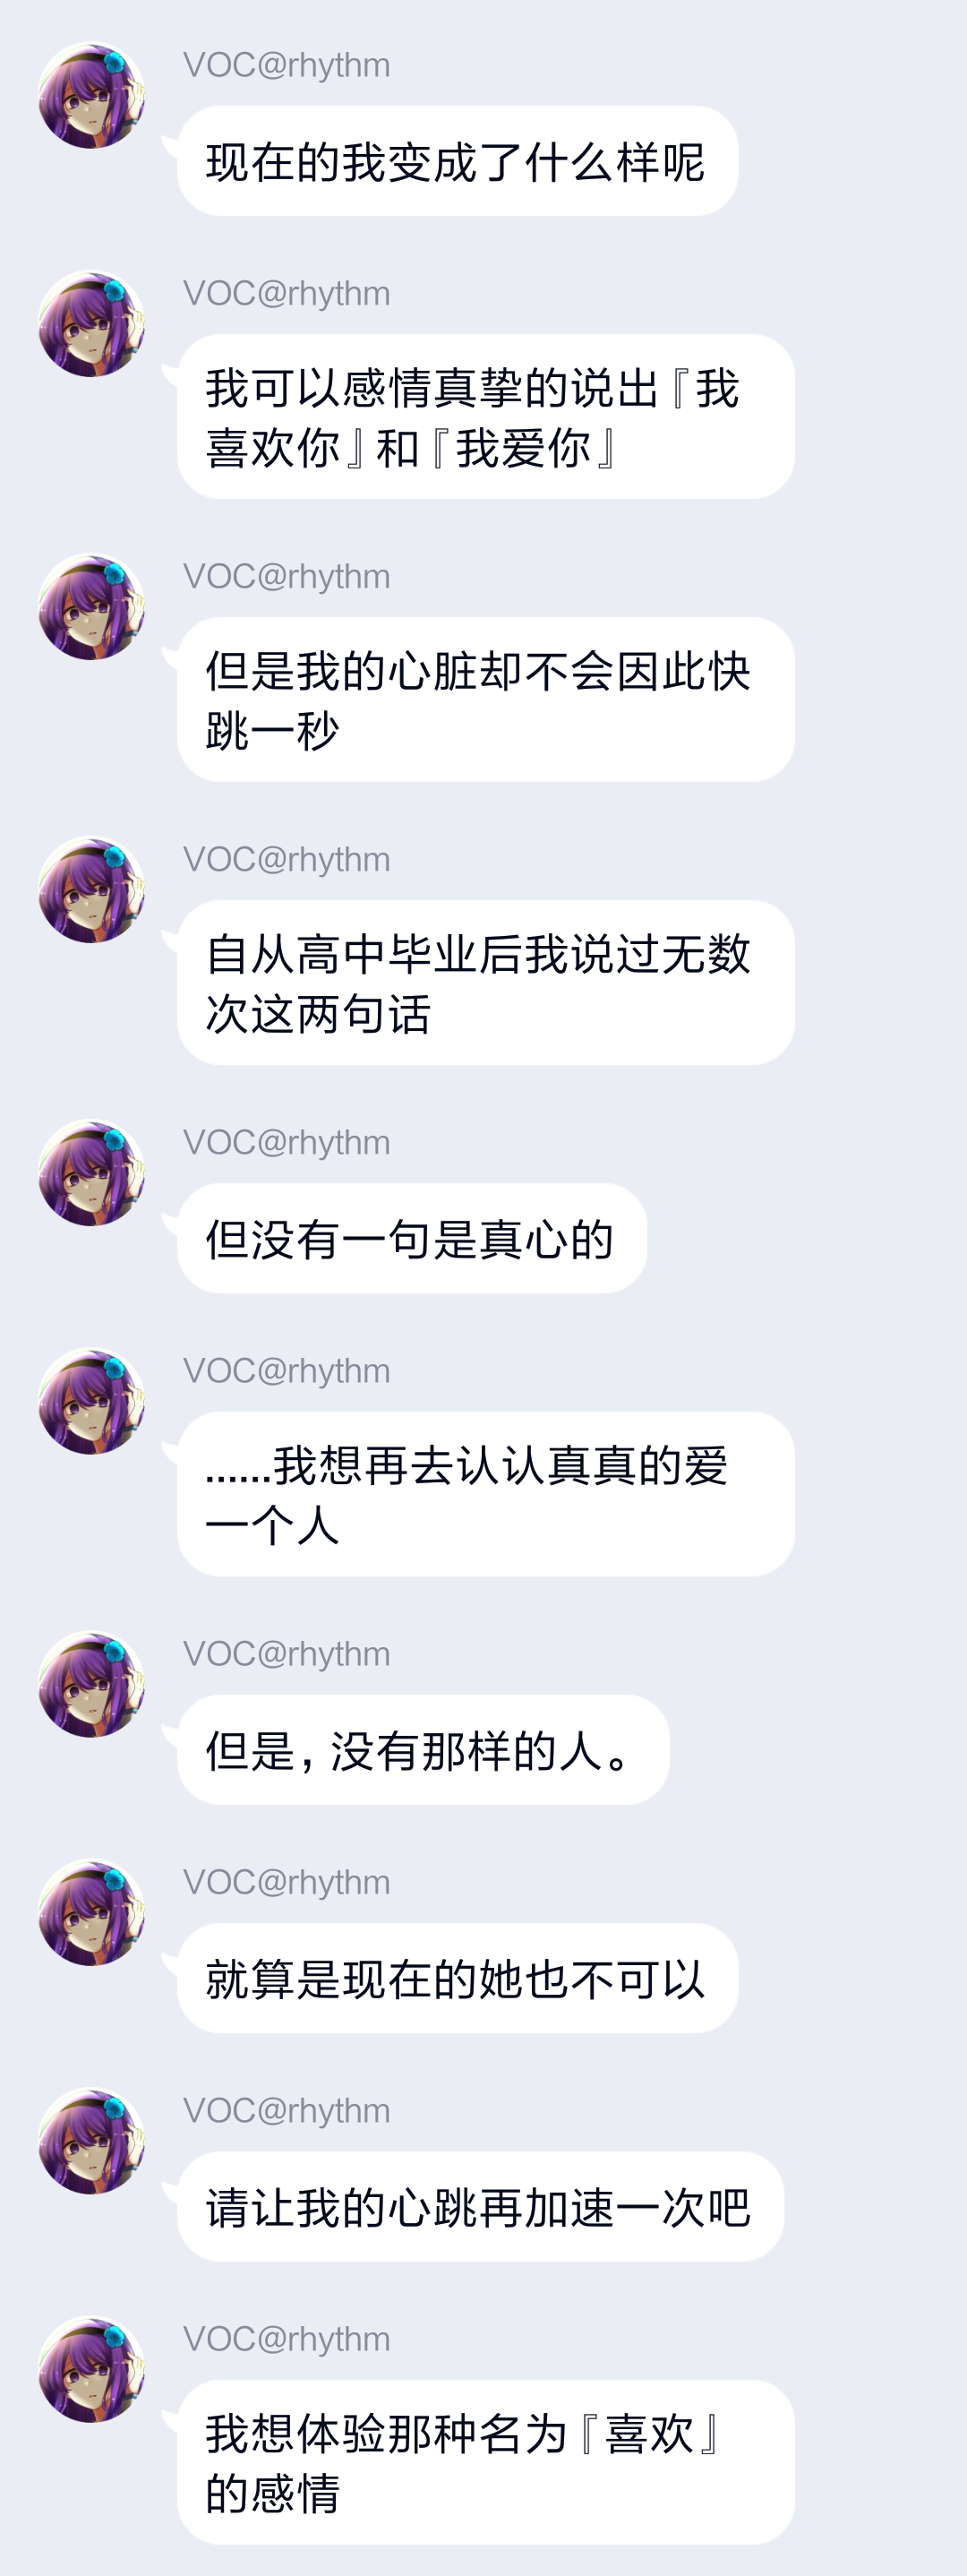 VOC@rhythm
现在的我变成了什么样呢
VOC@rhythm
我可以感情真挚的说出『我
喜欢你』和『我爱你』
VOC@rhythm
但是我的心脏却不会因此快
跳一秒
VOC@rhythm
自从高中毕业后我说过无数
次这两句话
VOC@rhythm
但没有一句是真心的
VOC@rhythm
......我想再去认认真真的爱
一个人
VOC@rhythm
但是，没有那样的人。
VOC@rhythm
就算是现在的她也不可以
VOC@rhythm
请让我的心跳再加速一次吧
VOC@rhythm
我想体验那种名为『喜欢』
的感情